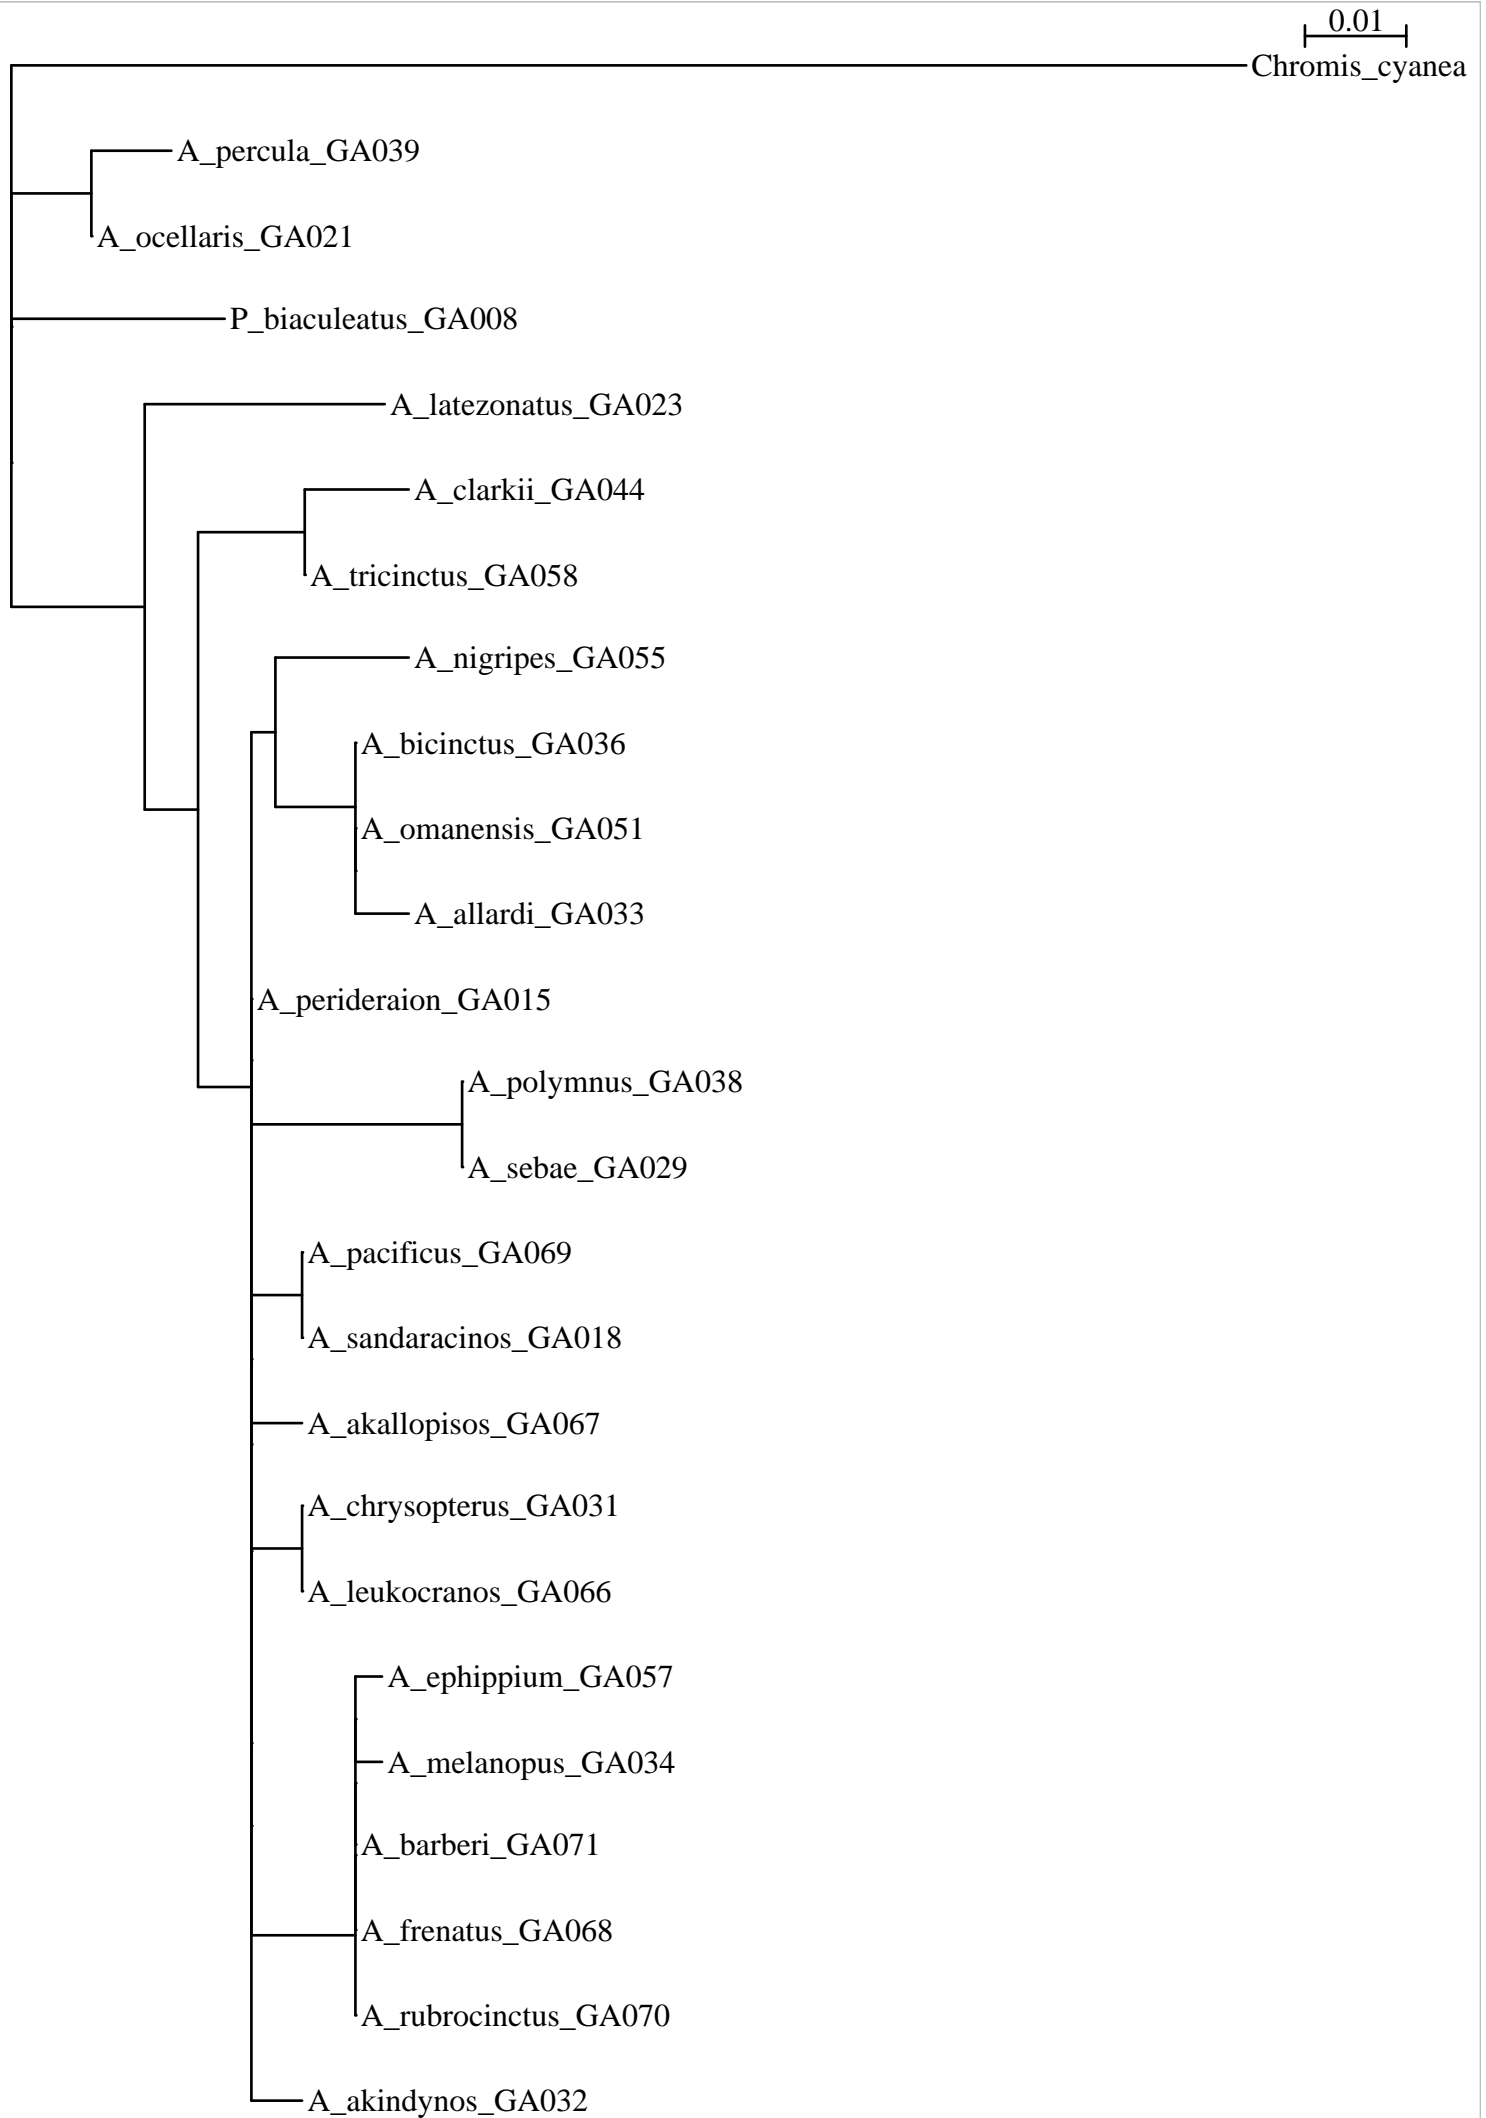 0.01
Chromis_cyanea
A_percula_GA039
A_ocellaris_GA021
P_biaculeatus_GA008
A_latezonatus_GA023
A_clarkii_GA044
A_tricinctus_GA058
A_nigripes_GA055
A_bicinctus_GA036
A_omanensis_GA051
A_allardi_GA033
A_perideraion_GA015
A_polymnus_GA038
A_sebae_GA029
A_pacificus_GA069
A_sandaracinos_GA018
A_akallopisos_GA067
A_chrysopterus_GA031
A_leukocranos_GA066
A_ephippium_GA057
A_melanopus_GA034
A_barberi_GA071
A_frenatus_GA068
A_rubrocinctus_GA070
A_akindynos_GA032